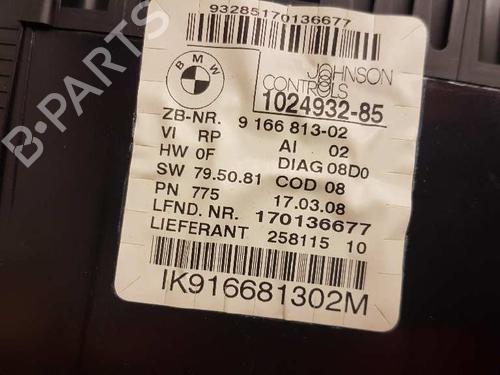 93285170136677
BMW
JOHNSON
CONTROLS
1024932-85
ZB-NR. 9 166 813-02
VI RP AI 02
HW 0F DIAG 08D0
SW 79.50.81 COD 08
PN 775 17.03.08
LFND. NR. 170136677
LIEFERANT 258115 10
IK916681302M
B-PARTS